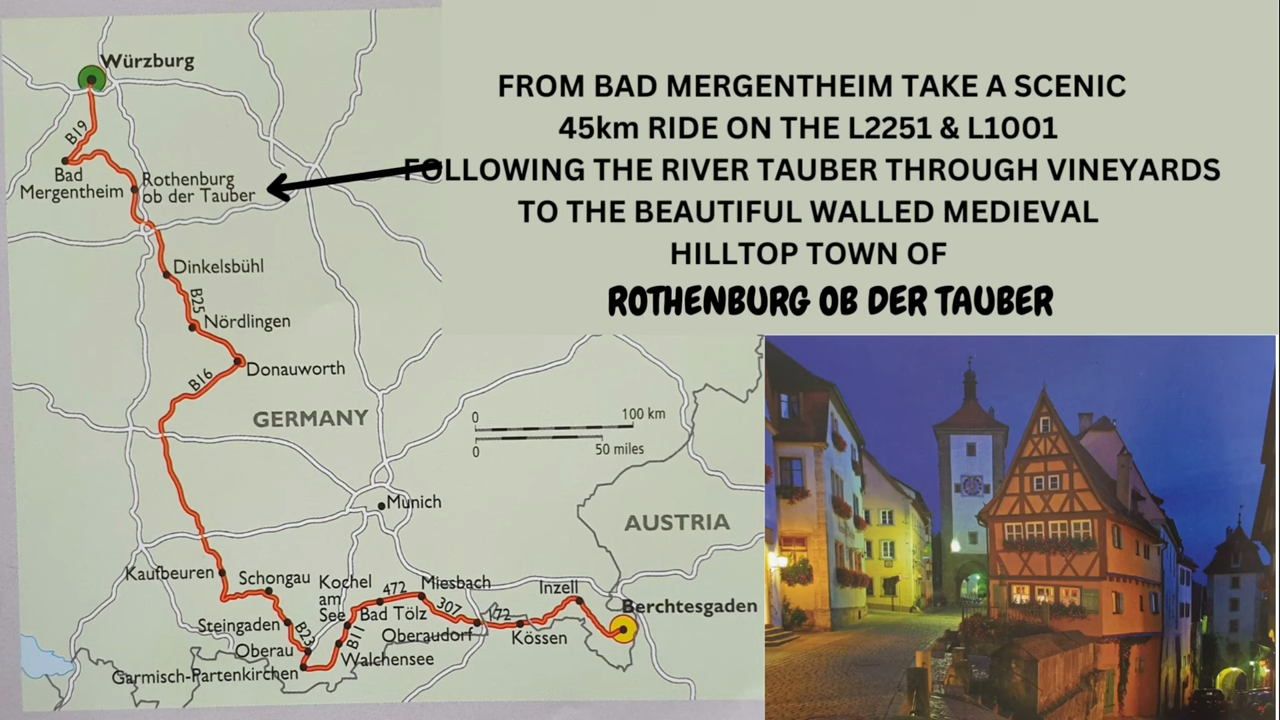 FROM BAD MERGENTHEIM TAKE A SCENIC
45km RIDE ON THE L2251 & L1001
FOLLOWING THE RIVER TAUBER THROUGH VINEYARDS
TO THE BEAUTIFUL WALLED MEDIEVAL
HILLTOP TOWN OF
ROTHENBURG OB DER TAUBER
Würzburg
B19
Bad
Mergentheim
Rothenburg
ob der Tauber
Dinkelsbühl
B25
Nördlingen
Donauworth
B16
GERMANY
0
100 km
0
50 miles
Munich
AUSTRIA
Kaufbeuren
Schongau
Steingaden
B23
Oberau
Garmisch-Partenkirchen
Kochel
am
See
B11
Walchensee
Bad Tölz
472
Miesbach
307
Oberaudorf
172
Kössen
Inzell
Berchtesgaden